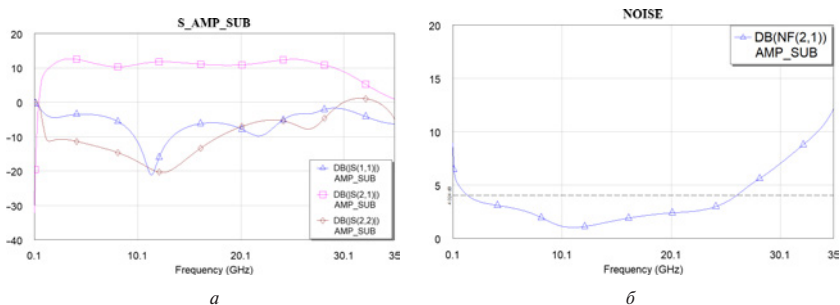 S_AMP_SUB
20
10
0
−10
−20
−30
−40
0.1
10.1
20.1
30.1
35
Frequency (GHz)
DB(|S(1,1)|)
AMP_SUB
DB(|S(2,1)|)
AMP_SUB
DB(|S(2,2)|)
AMP_SUB
а
NOISE
20
15
10
5
0
0.1
10.1
20.1
30.1
35
Frequency (GHz)
DB(NF(2,1))
AMP_SUB
б